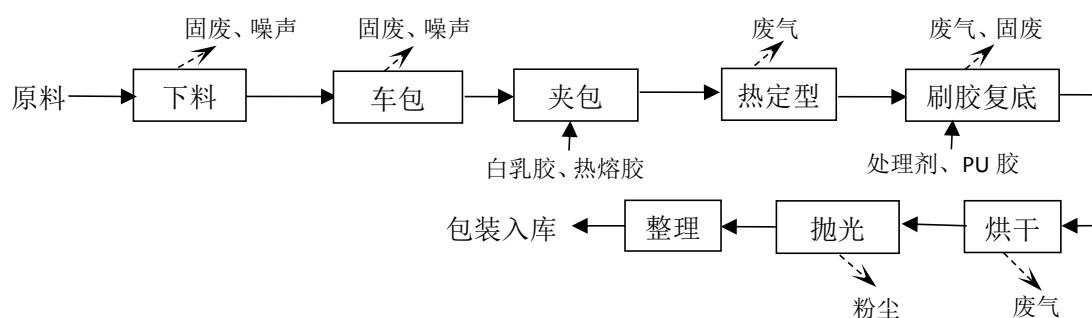 固废、噪声
固废、噪声
废气
废气、固废
原料
下料
车包
夹包
热定型
刷胶复底
白乳胶、热熔胶
处理剂、PU 胶
包装入库
整理
抛光
烘干
粉尘
废气